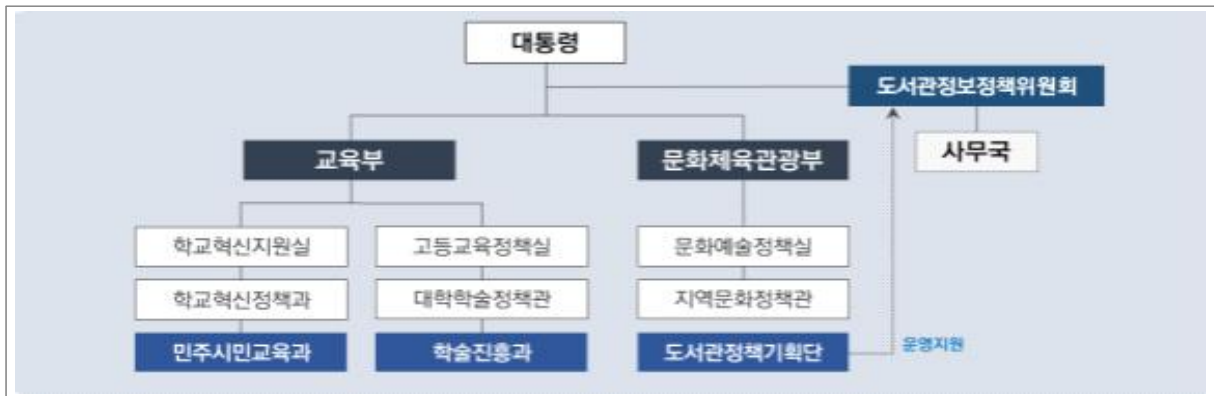 대통령
도서관정보정책위원회
사무국
교육부
문화체육관광부
학교혁신지원실
고등교육정책실
문화예술정책실
학교혁신정책과
대학학술정책관
지역문화정책관
민주시민교육과
학술진흥과
도서관정책기획단
운영지원